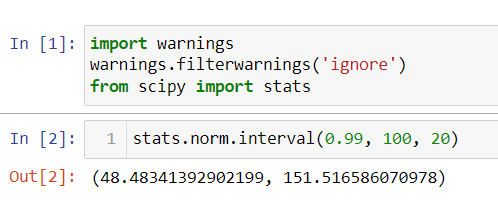 In [1]: import warnings
warnings.filterwarnings('ignore')
from scipy import stats
In [2]: 1 stats.norm.interval(0.99, 100, 20)
Out[2]: (48.48341392902199, 151.516586070978)